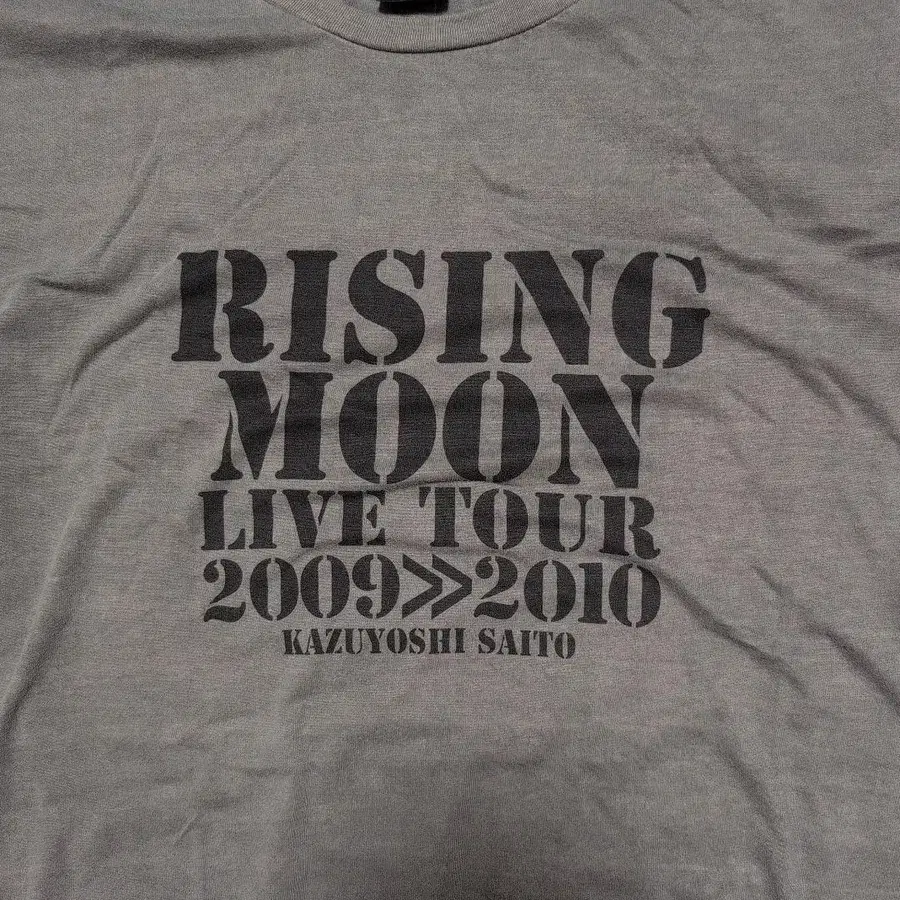 RISING
MOON
LIVE TOUR
2009≫2010
KAZUYOSHI SAITO